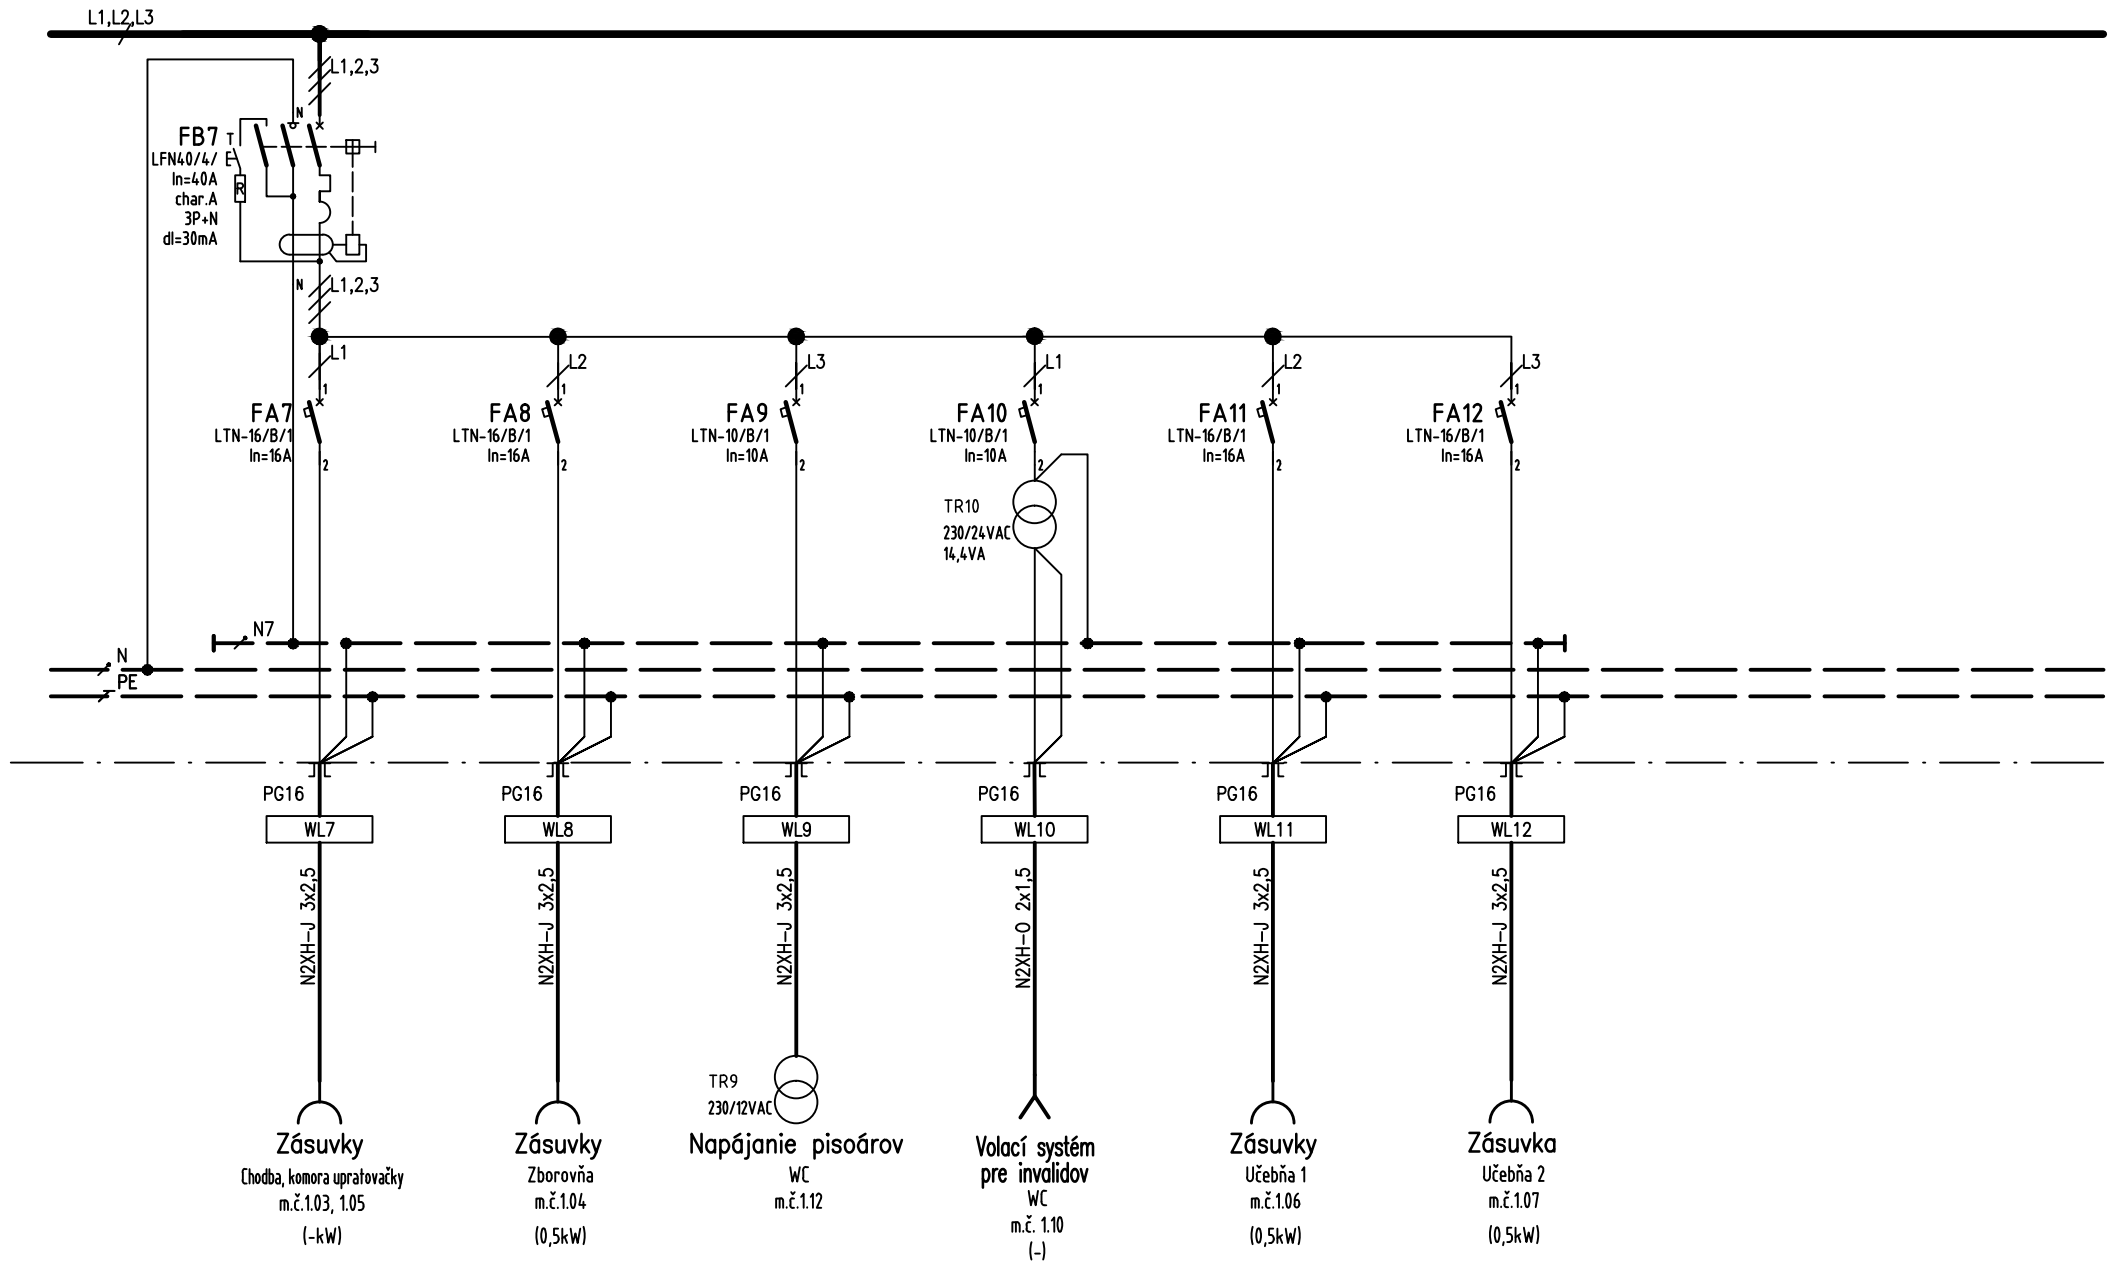 L1,L2,L3
L1,2,3
N
FB7
LFN40/4/
In=40A
char.A
3P+N
dI=30mA
T
E
R
N
L1,2,3
L1
L2
L3
L1
L2
L3
1
1
1
1
1
1
FA7
LTN-16/B/1
In=16A
2
FA8
LTN-16/B/1
In=16A
2
FA9
LTN-10/B/1
In=10A
2
FA10
LTN-10/B/1
In=10A
2
FA11
LTN-16/B/1
In=16A
2
FA12
LTN-16/B/1
In=16A
2
TR10
230/24VAC
14,4VA
N7
N
PE
PG16
PG16
PG16
PG16
PG16
PG16
WL7
WL8
WL9
WL10
WL11
WL12
N2XH-J 3x2,5
N2XH-J 3x2,5
N2XH-J 3x2,5
N2XH-O 2x1,5
N2XH-J 3x2,5
N2XH-J 3x2,5
TR9
230/12VAC
Zásuvky
Chodba, komora upratovačky
m.č.1.03, 1.05
(-kW)
Zásuvky
Zborovňa
m.č.1.04
(0,5kW)
Napájanie pisoárov
WC
m.č.1.12
Volací systém
pre invalidov
WC
m.č. 1.10
(-)
Zásuvky
Učebňa 1
m.č.1.06
(0,5kW)
Zásuvka
Učebňa 2
m.č.1.07
(0,5kW)